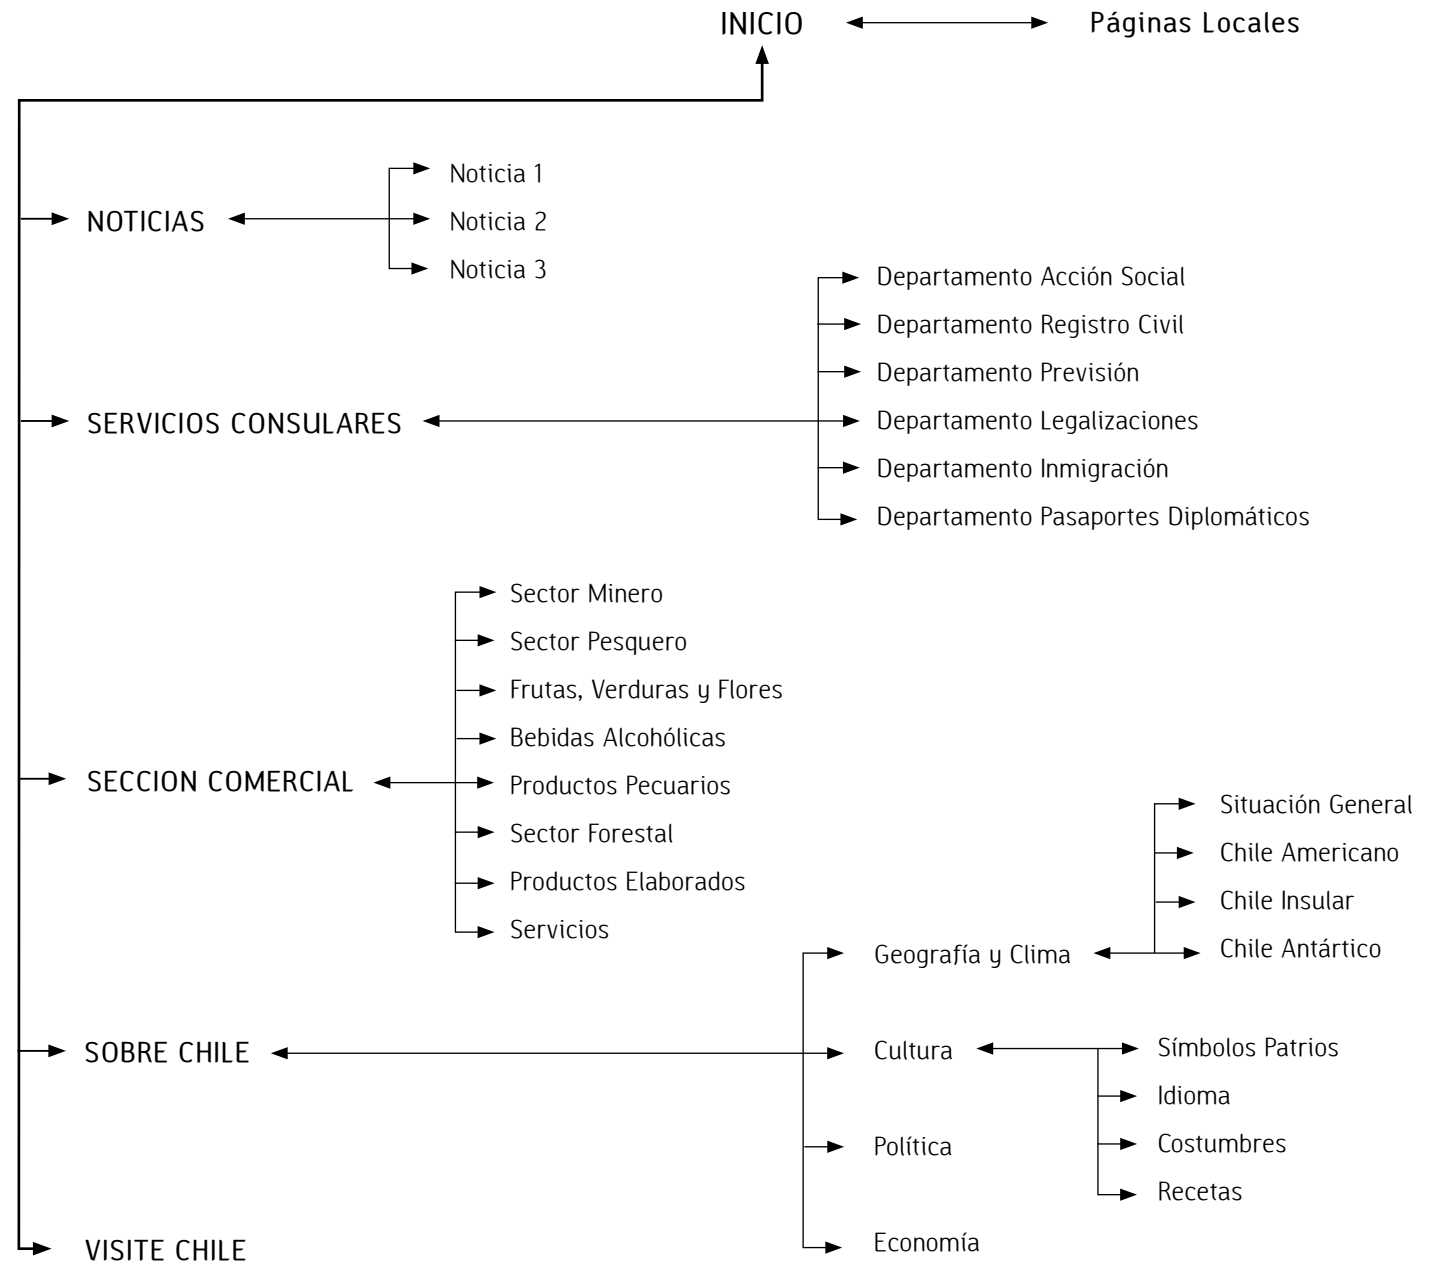 INICIO
Páginas Locales
NOTICIAS
Noticia 1
Noticia 2
Noticia 3
SERVICIOS CONSULARES
Departamento Acción Social
Departamento Registro Civil
Departamento Previsión
Departamento Legalizaciones
Departamento Inmigración
Departamento Pasaportes Diplomáticos
SECCION COMERCIAL
Sector Minero
Sector Pesquero
Frutas, Verduras y Flores
Bebidas Alcohólicas
Productos Pecuarios
Sector Forestal
Productos Elaborados
Servicios
SOBRE CHILE
Geografía y Clima
Situación General
Chile Americano
Chile Insular
Chile Antártico
Cultura
Símbolos Patrios
Idioma
Costumbres
Recetas
Política
Economía
VISITE CHILE